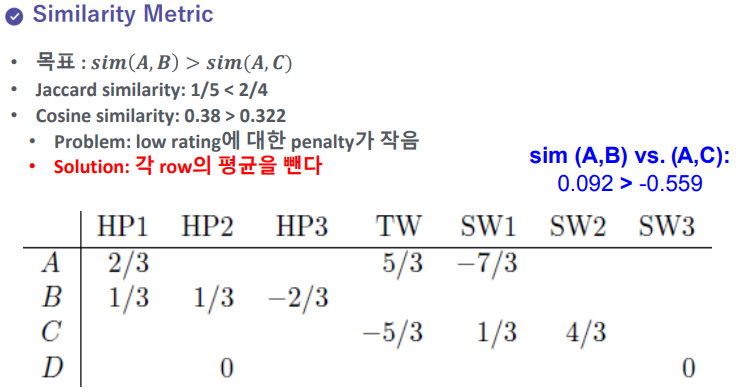 Similarity Metric
• 목표 : sim(A, B) > sim(A, C)
• Jaccard similarity: 1/5 < 2/4
• Cosine similarity: 0.38 > 0.322
• Problem: low rating에 대한 penalty가 작음
• Solution: 각 row의 평균을 뺀다
sim (A,B) vs. (A,C):
0.092 > -0.559
HP1 HP2 HP3 TW SW1 SW2 SW3
A 2/3 5/3 −7/3
B 1/3 1/3 −2/3
C −5/3 1/3 4/3
D 0 0